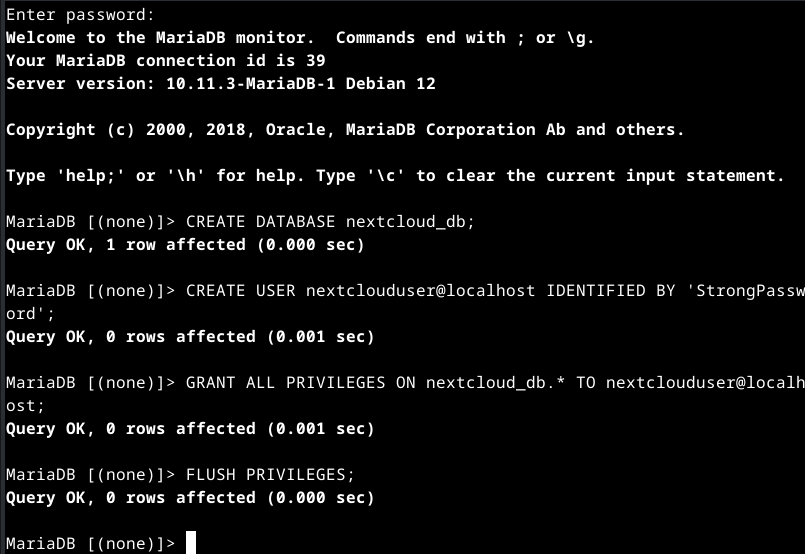 Enter password:
Welcome to the MariaDB monitor.  Commands end with ; or \g.
Your MariaDB connection id is 39
Server version: 10.11.3-MariaDB-1 Debian 12
Copyright (c) 2000, 2018, Oracle, MariaDB Corporation Ab and others.
Type 'help;' or '\h' for help. Type '\c' to clear the current input statement.
MariaDB [(none)]> CREATE DATABASE nextcloud_db;
Query OK, 1 row affected (0.000 sec)
MariaDB [(none)]> CREATE USER nextclouduser@localhost IDENTIFIED BY 'StrongPassw
ord';
Query OK, 0 rows affected (0.001 sec)
MariaDB [(none)]> GRANT ALL PRIVILEGES ON nextcloud_db.* TO nextclouduser@localh
ost;
Query OK, 0 rows affected (0.001 sec)
MariaDB [(none)]> FLUSH PRIVILEGES;
Query OK, 0 rows affected (0.000 sec)
MariaDB [(none)]>